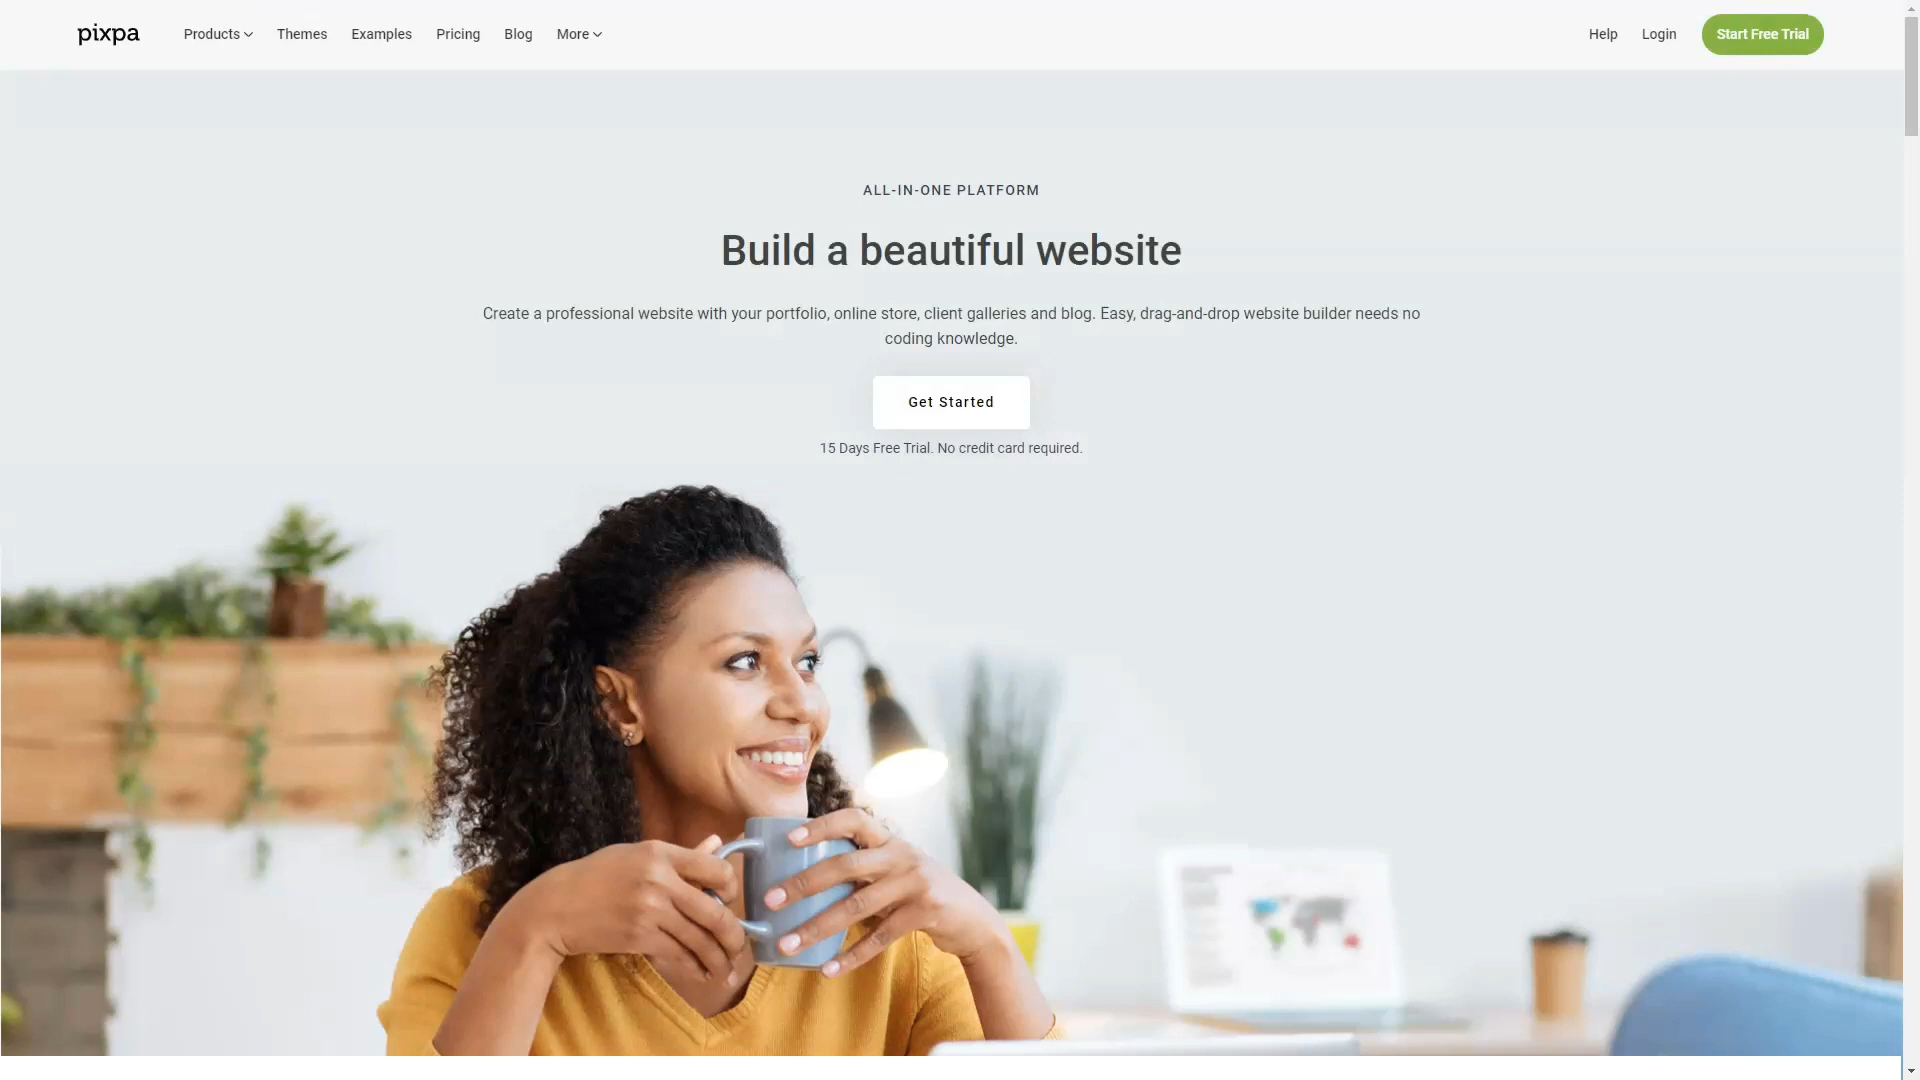 pixpa Products Themes Examples Pricing Blog More Help Login Start Free Trial
ALL-IN-ONE PLATFORM
Build a beautiful website
Create a professional website with your portfolio, online store, client galleries and blog. Easy, drag-and-drop website builder needs no
coding knowledge.
Get Started
15 Days Free Trial. No credit card required.